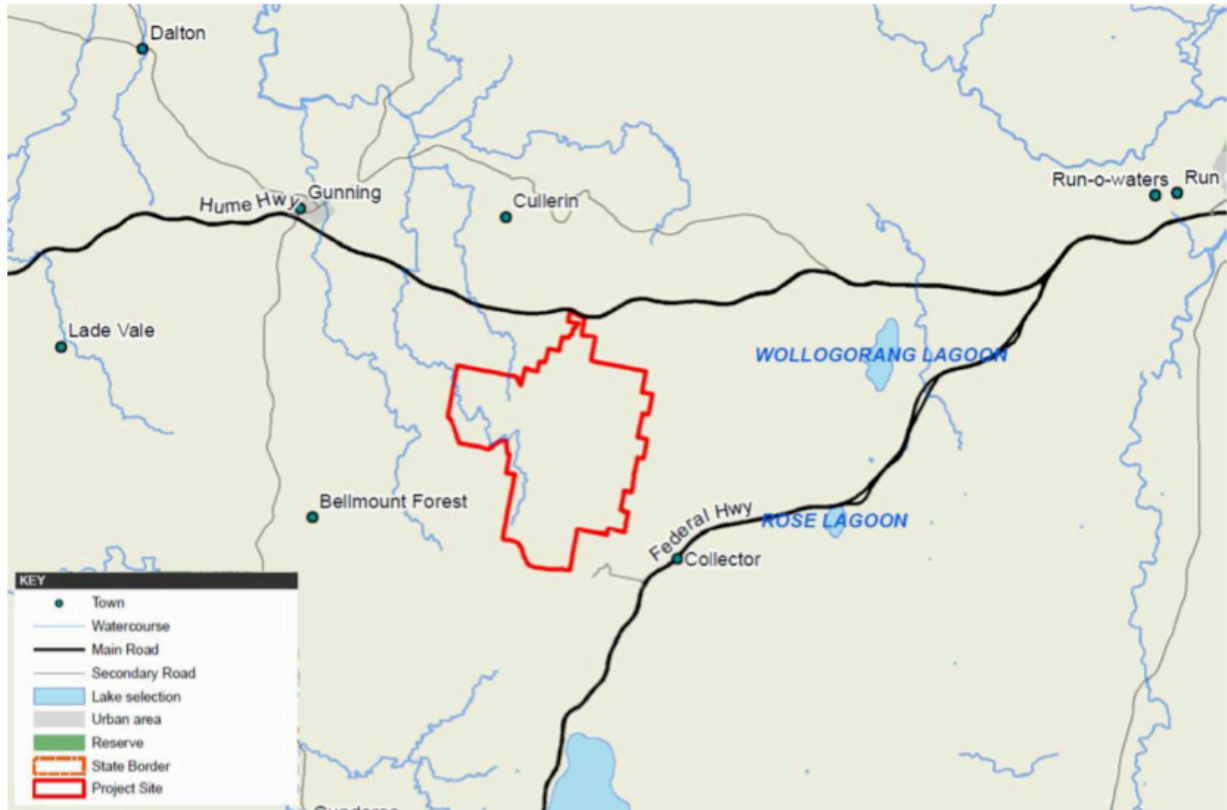 Dalton
Hume Hwy
Gunning
Cullerin
Run-o-waters
Run
Lade Vale
WOLLOGORANG LAGOON
Bellmount Forest
Federal Hwy
ROSE LAGOON
Collector
KEY
Town
Watercourse
Main Road
Secondary Road
Lake selection
Urban area
Reserve
State Border
Project Site